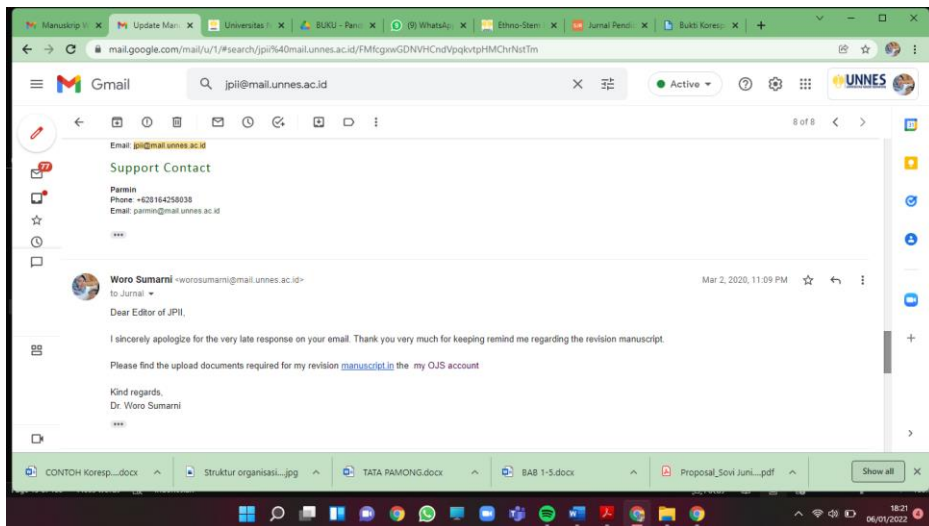 Manuskrip
Update Man
Universitas
BUKU - Pan
(9) WhatsAp
Ethno-Stem
Jurnal Pendi
Bukti Koresp
mail.google.com/mail/u/1/#search/jpii%40mail.unnes.ac.id/FMfcgxwGDNVHCndVpqkvtpHMChrNstTm
Gmail
jpii@mail.unnes.ac.id
Active
UNNES
8 of 8
77
Email: jpii@mail.unnes.ac.id
Support Contact
Parmin
Phone: +628164258038
Email: parmin@mail.unnes.ac.id
Woro Sumarni <worosumarni@mail.unnes.ac.id>
Mar 2, 2020, 11:09 PM
to Jurnal
Dear Editor of JPII,
I sincerely apologize for the very late response on your email. Thank you very much for keeping remind me regarding the revision manuscript.
Please find the upload documents required for my revision manuscript.in the my OJS account
Kind regards,
Dr. Woro Sumarni
CONTOH Koresp....docx
Struktur organisasi....jpg
TATA PAMONG.docx
BAB 1-5.docx
Proposal_Sovi Juni....pdf
Show all
18:21
06/01/2022
4